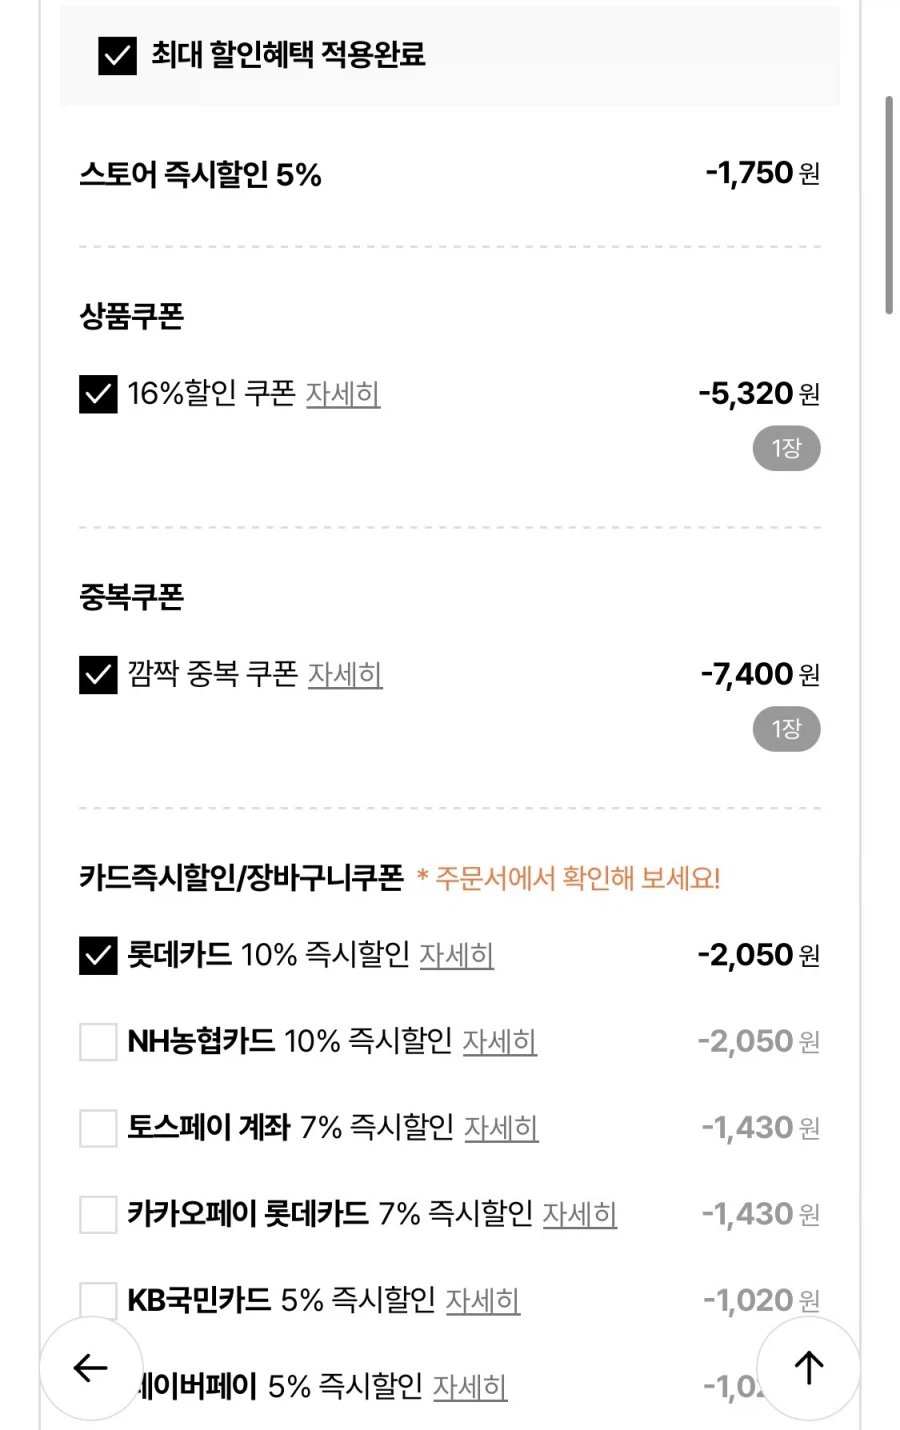 최대 할인혜택 적용완료
스토어 즉시할인 5% -1,750 원
상품쿠폰
16%할인 쿠폰 자세히 -5,320 원
1장
중복쿠폰
깜짝 중복 쿠폰 자세히 -7,400 원
1장
카드즉시할인/장바구니쿠폰 * 주문서에서 확인해 보세요!
롯데카드 10% 즉시할인 자세히 -2,050 원
NH농협카드 10% 즉시할인 자세히 -2,050 원
토스페이 계좌 7% 즉시할인 자세히 -1,430 원
카카오페이 롯데카드 7% 즉시할인 자세히 -1,430 원
KB국민카드 5% 즉시할인 자세히 -1,020 원
5% 즉시할인 자세히